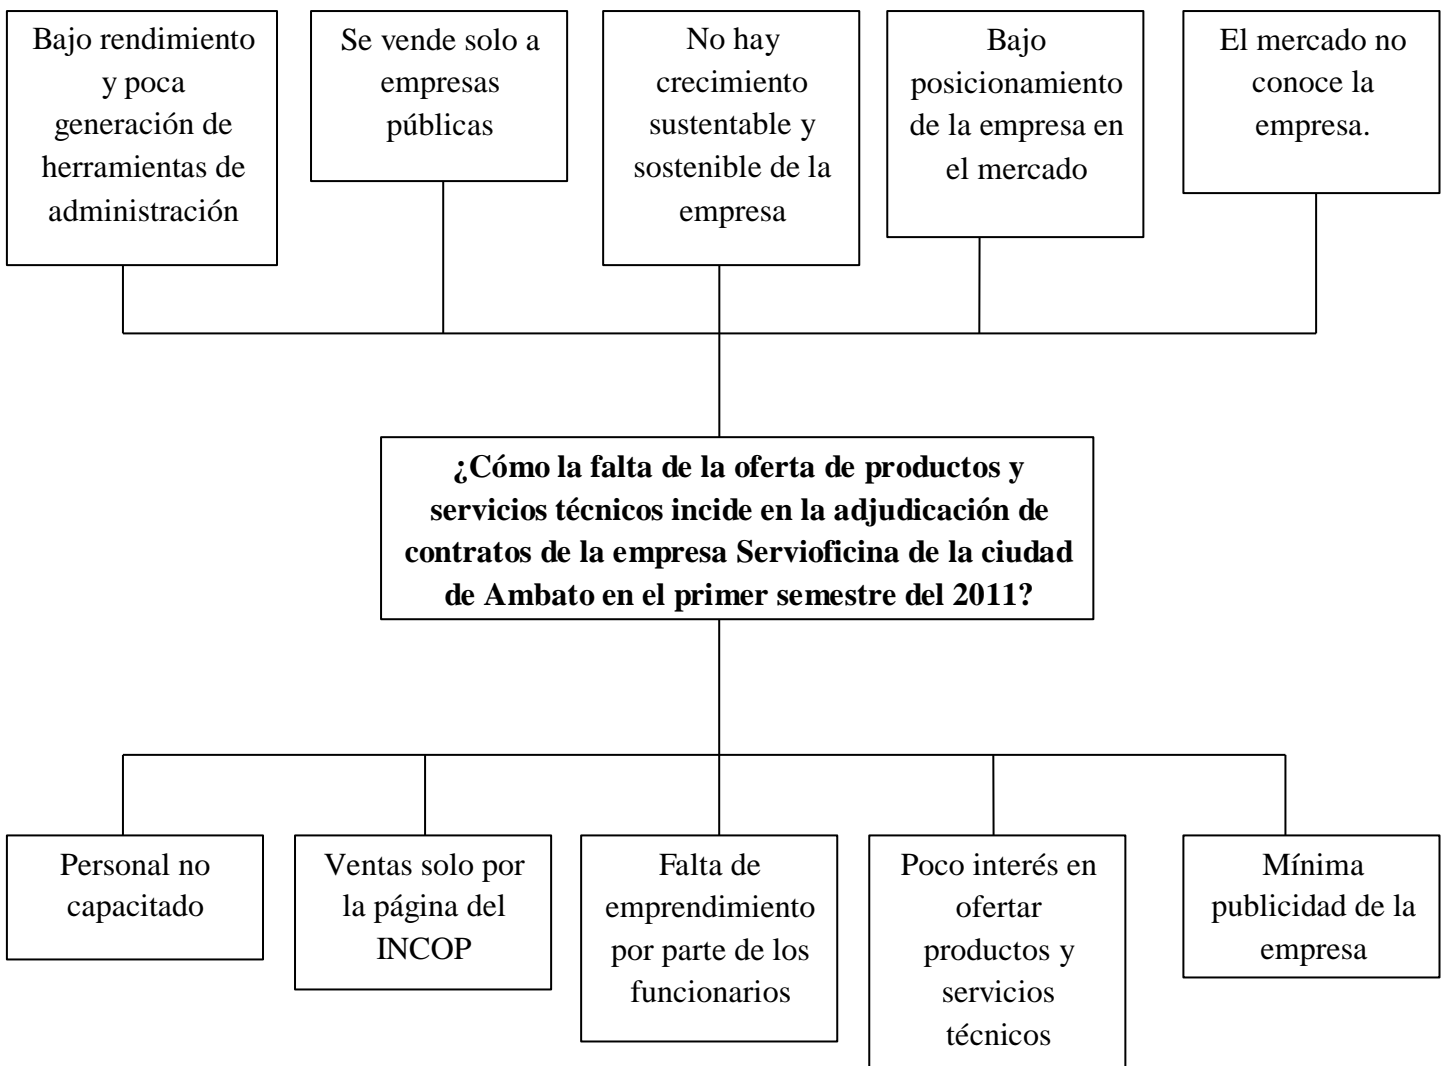 Bajo rendimiento
y poca
generación de
herramientas de
administración
Se vende solo a
empresas
públicas
No hay
crecimiento
sustentable y
sostenible de la
empresa
Bajo
posicionamiento
de la empresa en
el mercado
El mercado no
conoce la
empresa.
¿Cómo la falta de la oferta de productos y
servicios técnicos incide en la adjudicación de
contratos de la empresa Servioficina de la ciudad
de Ambato en el primer semestre del 2011?
Personal no
capacitado
Ventas solo por
la página del
INCOP
Falta de
emprendimiento
por parte de los
funcionarios
Poco interés en
ofertar
productos y
servicios
técnicos
Mínima
publicidad de la
empresa